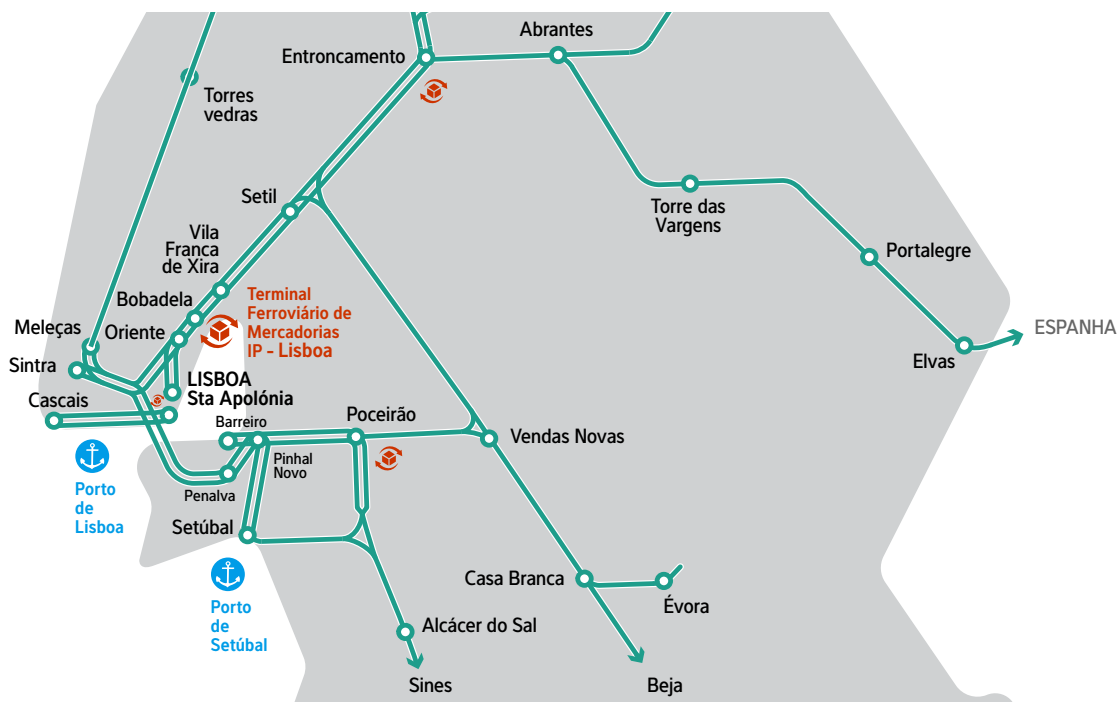 Abrantes
Entroncamento
Torres
vedras
Setil
Torre das
Vargens
Vila
Franca
de Xira
Portalegre
Bobadela
Terminal
Ferroviário de
Mercadorias
IP - Lisboa
Meleças
Oriente
ESPANHA
Sintra
Elvas
LISBOA
Sta Apolónia
Cascais
Barreiro
Poceirão
Vendas Novas
Pinhal
Novo
Penalva
Porto
de
Lisboa
Setúbal
Casa Branca
Évora
Porto
de
Setúbal
Alcácer do Sal
Sines
Beja